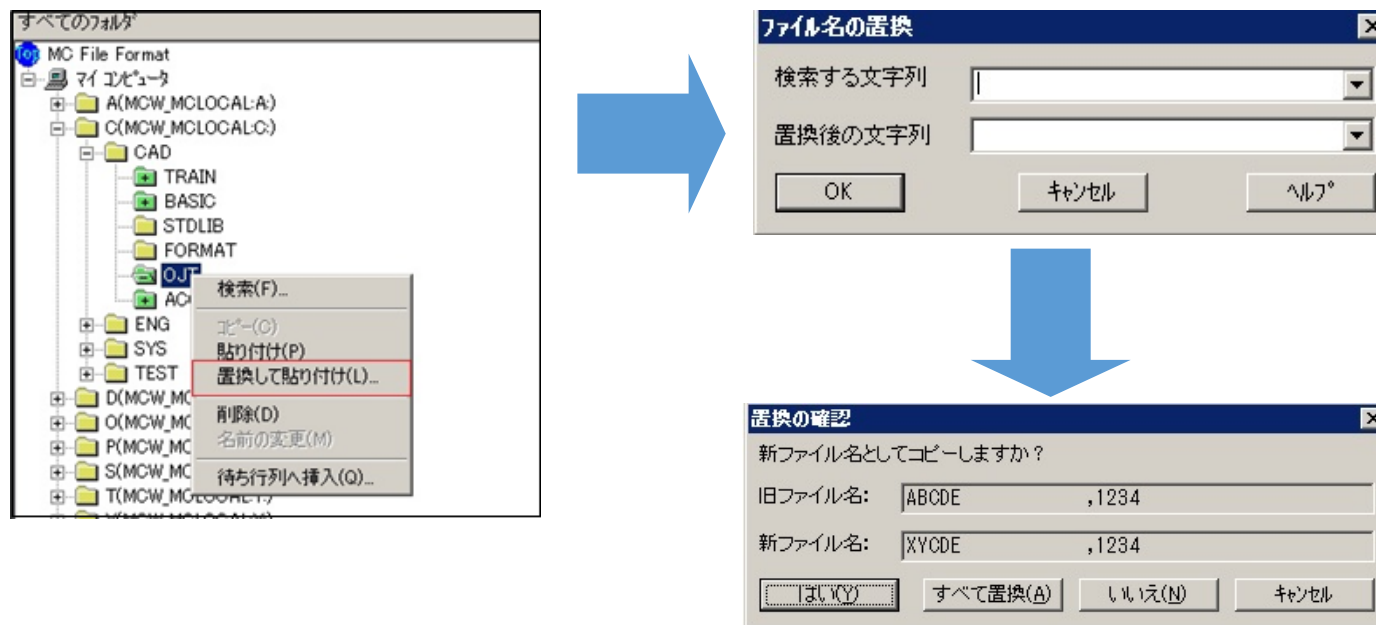 すべてのフォルダ
MC File Format
マイ コンピュータ
A(MCW_MCLOCAL:A:)
C(MCW_MCLOCAL:C:)
CAD
TRAIN
BASIC
STDLIB
FORMAT
OJT
検索(F)...
コピー(C)
ENG
貼り付け(P)
SYS
TEST
置換して貼り付け(L)...
D(MCW_MC
削除(D)
O(MCW_MC
名前の変更(M)
P(MCW_MC
S(MCW_MC
待ち行列へ挿入(Q)...
T(MCW_MCLOCAL:T:)
ファイル名の置換
検索する文字列
置換後の文字列
OK キャンセル ヘルプ
置換の確認
新ファイル名としてコピーしますか？
旧ファイル名: ABCDE ,1234
新ファイル名: XYCDE ,1234
はい(Y) すべて置換(A) いいえ(N) キャンセル